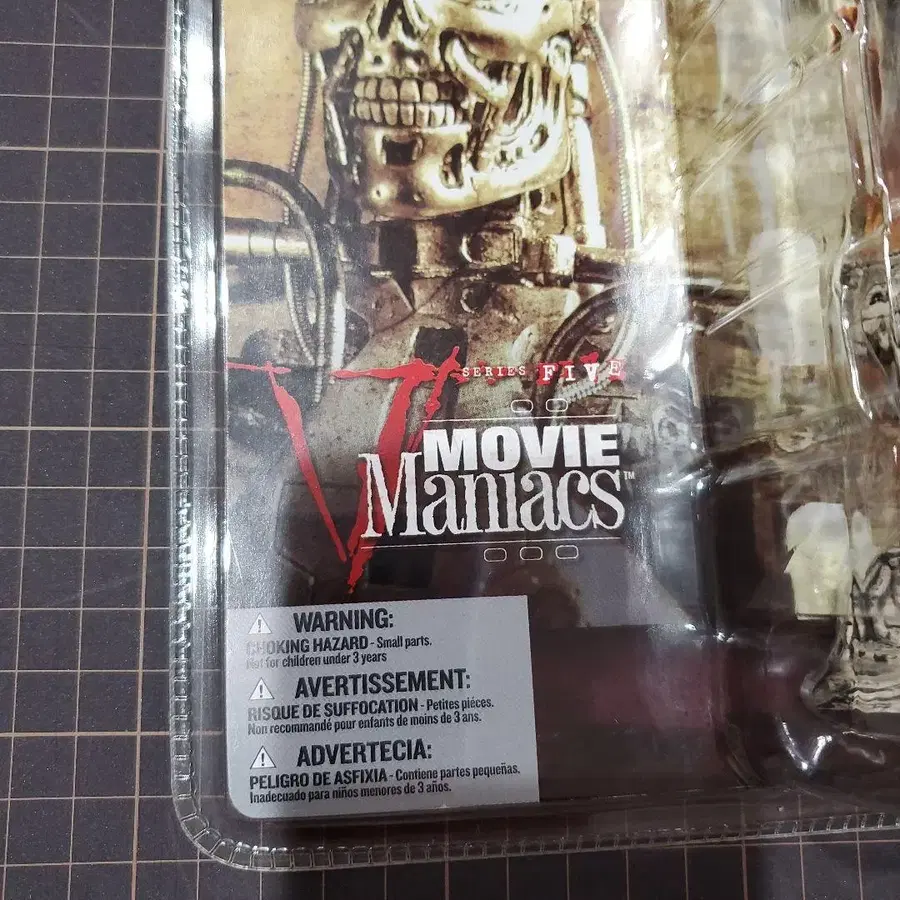 SERIES FIVE
V
MOVIE
Maniacs™
WARNING:
CHOKING HAZARD - Small parts.
Not for children under 3 years
AVERTISSEMENT:
RISQUE DE SUFFOCATION - Petites piéces.
Non recommandé pour enfants de moins de 3 ans.
ADVERTECIA:
PELIGRO DE ASFIXIA - Contiene partes pequeñas.
Inadecuado para niños menores de 3 años.